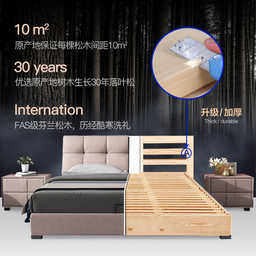 10 m²
原产地保证每棵松木间距10m²
30 years
优选原产地树木生长30年落叶松
Internation
FAS级芬兰松木，历经酷寒洗礼
升级/加厚
Thick / durable